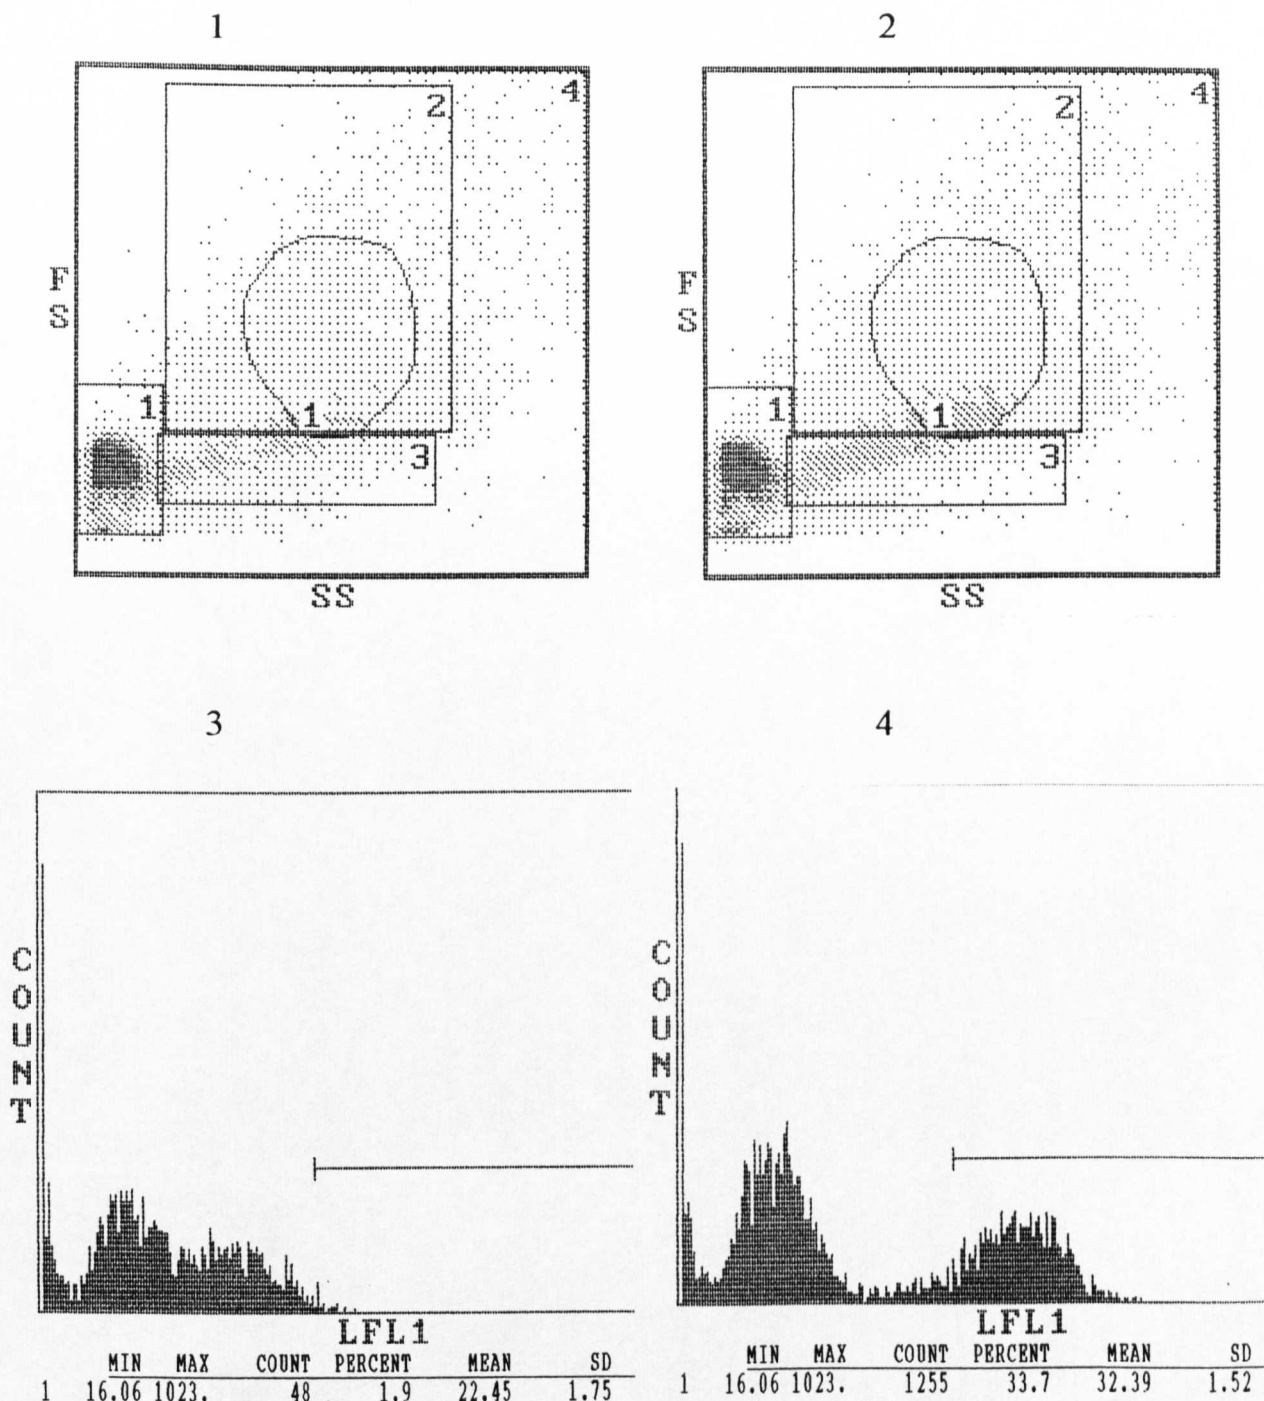 1
2
2
4
2
4
F
S
F
S
1
1
1
1
3
3
SS
SS
3
4
COUNT
COUNT
LFL1
LFL1
MIN MAX COUNT PERCENT MEAN SD
1 16.06 1023. 48 1.9 22.45 1.75
MIN MAX COUNT PERCENT MEAN SD
1 16.06 1023. 1255 33.7 32.39 1.52